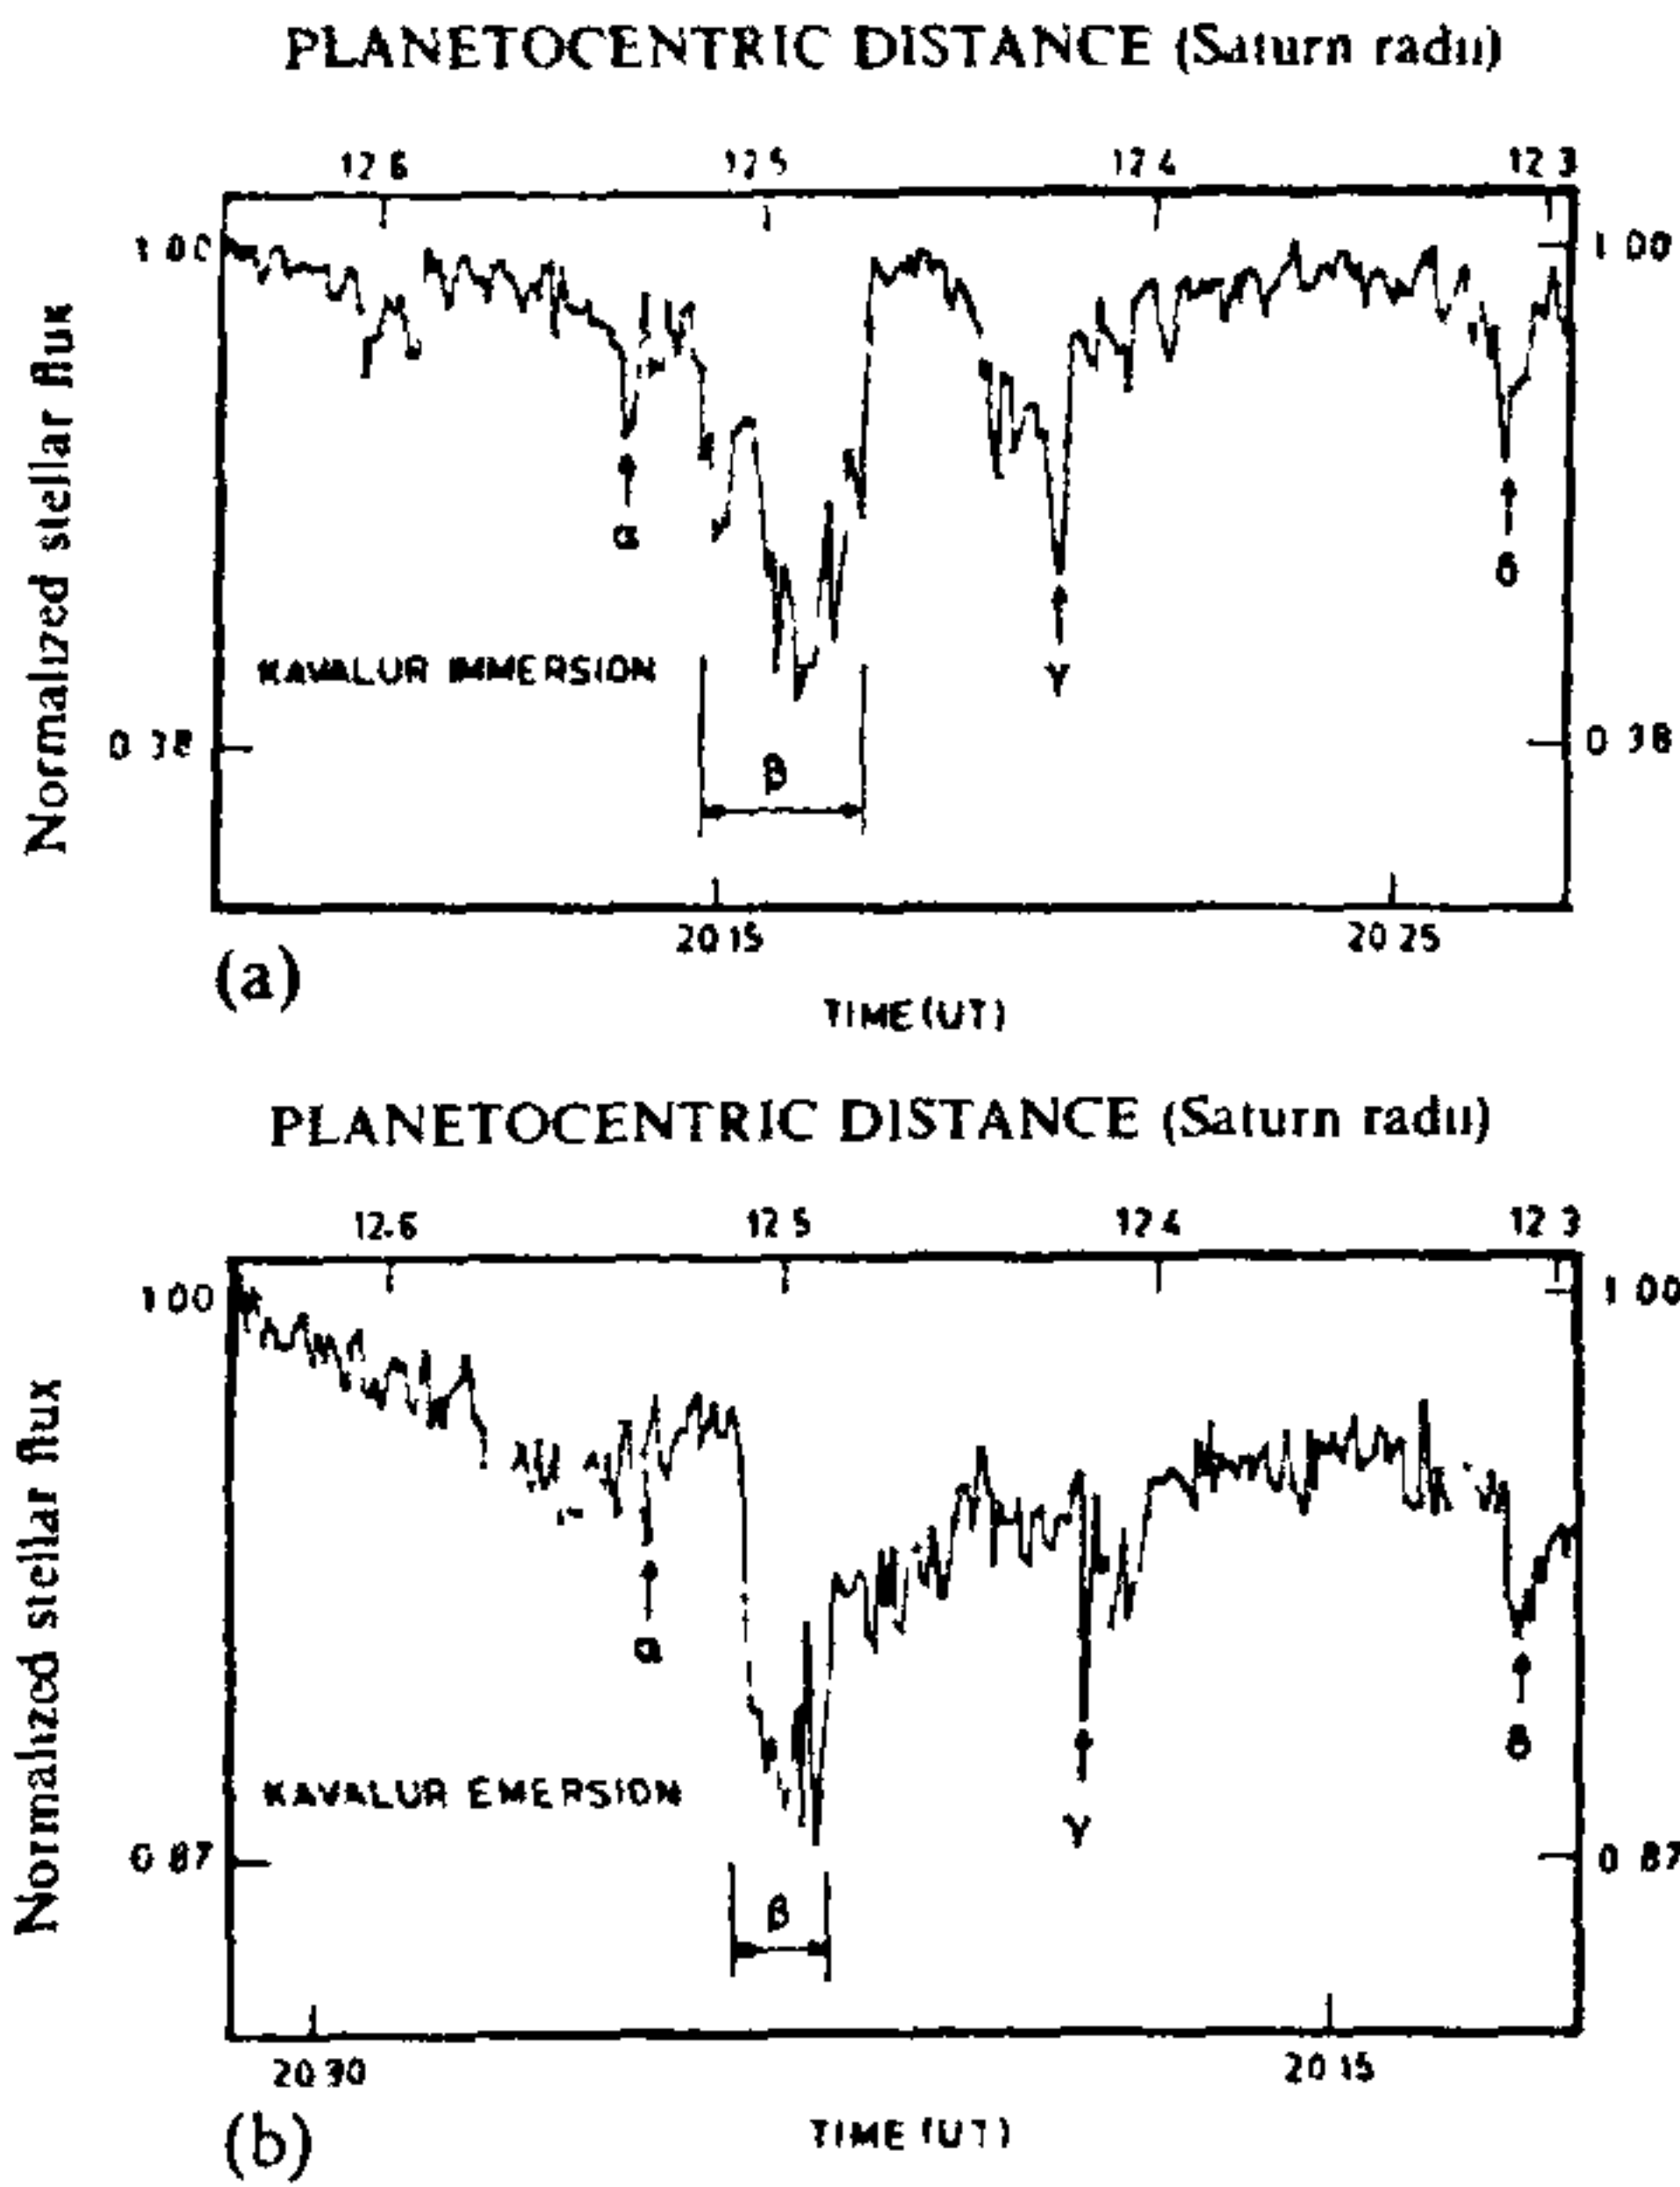 PLANETOCENTRIC DISTANCE (Saturn radii)
12 6 12 5 12 4 12 3
1 00 1 00
Normalized stellar flux
α
δ
KAVALUR IMMERSION
γ
β
20 15 20 25
(a)
TIME (UT)
PLANETOCENTRIC DISTANCE (Saturn radii)
12.6 12 5 12 4 12 3
1 00 1 00
Normalized stellar flux
α
δ
KAVALUR EMERSION
γ
0 87 0 87
β
20 15
(b)
TIME (UT)